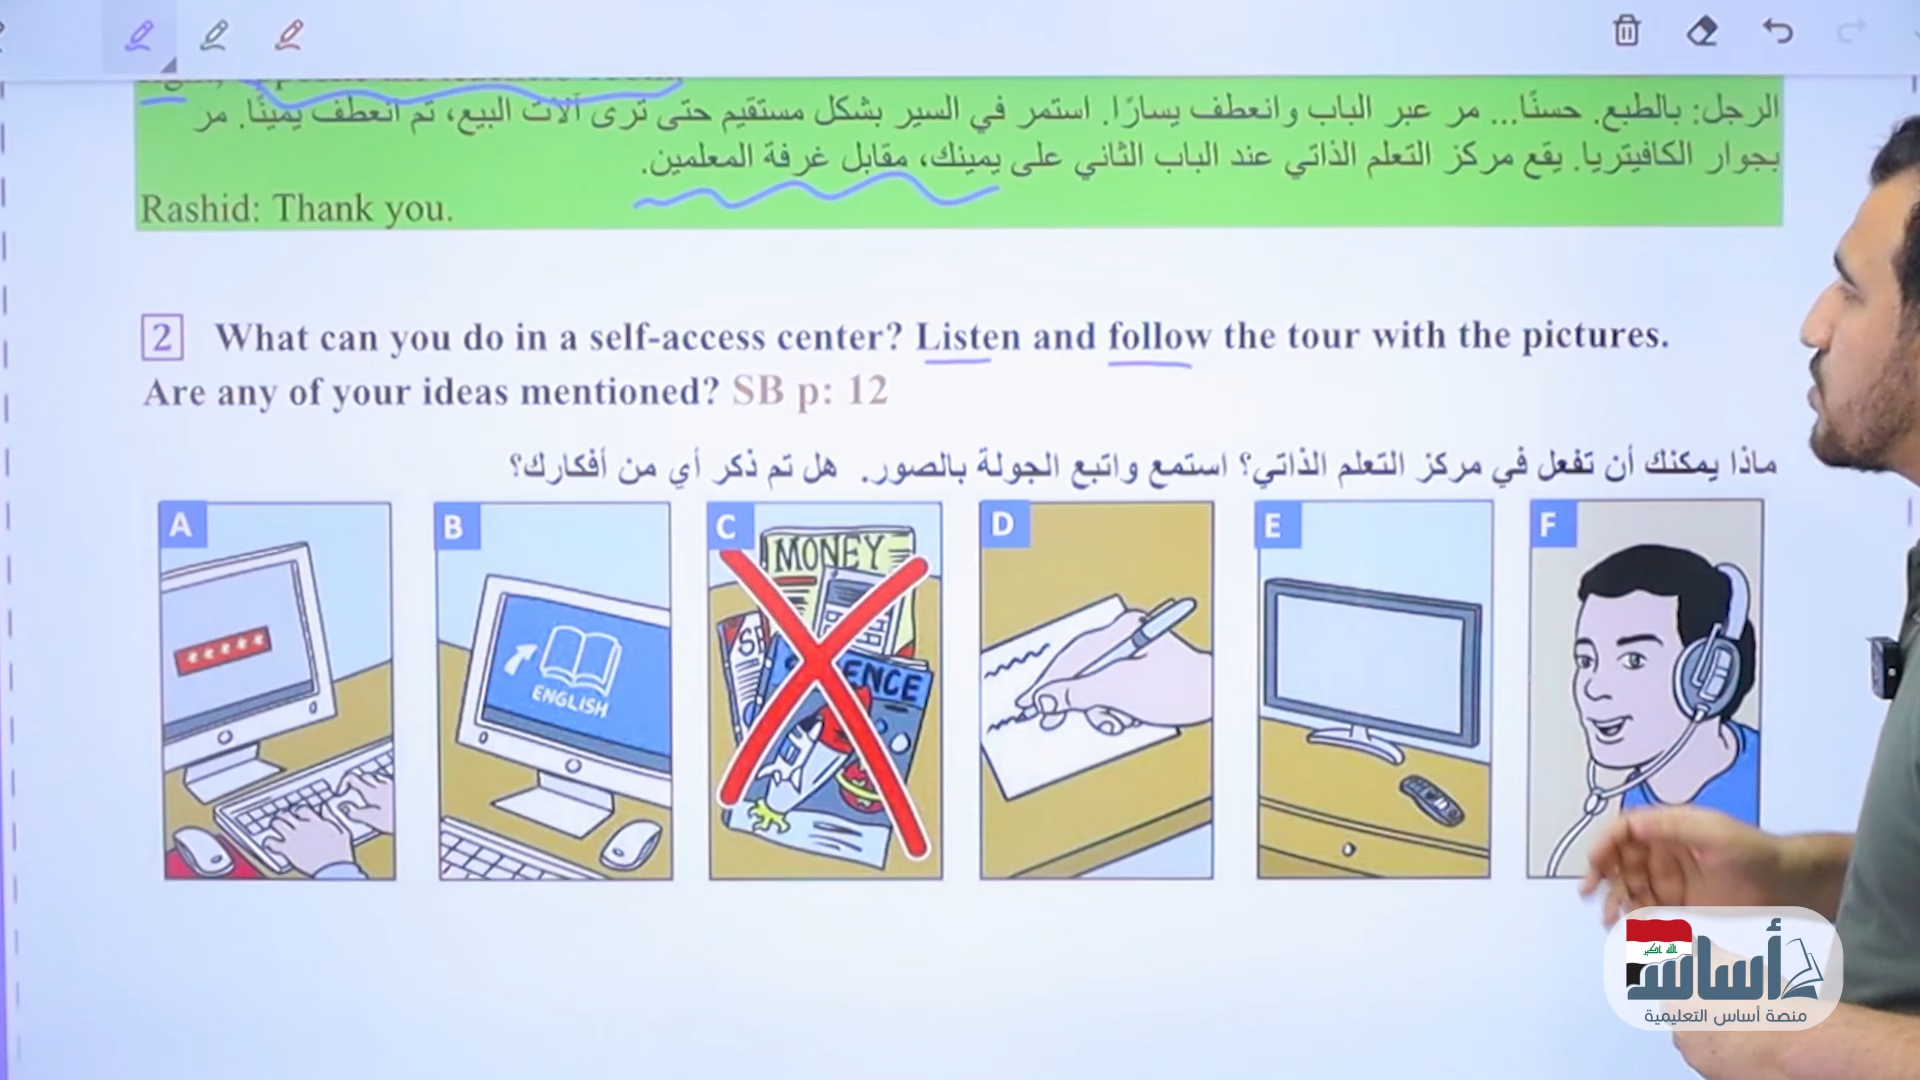 الرجل: بالطبع. حسنًا... مر عبر الباب وانعطف يسارًا. استمر في السير بشكل مستقيم حتى ترى آلات البيع، ثم انعطف يمينًا. مر
بجوار الكافيتريا. يقع مركز التعلم الذاتي عند الباب الثاني على يمينك، مقابل غرفة المعلمين.
Rashid: Thank you.
2 What can you do in a self-access center? Listen and follow the tour with the pictures.
Are any of your ideas mentioned? SB p: 12
ماذا يمكنك أن تفعل في مركز التعلم الذاتي؟ استمع واتبع الجولة بالصور. هل تم ذكر أي من أفكارك؟
A B C D E F
*****
ENGLISH
MONEY
ENCE
أساس
منصة أساس التعليمية